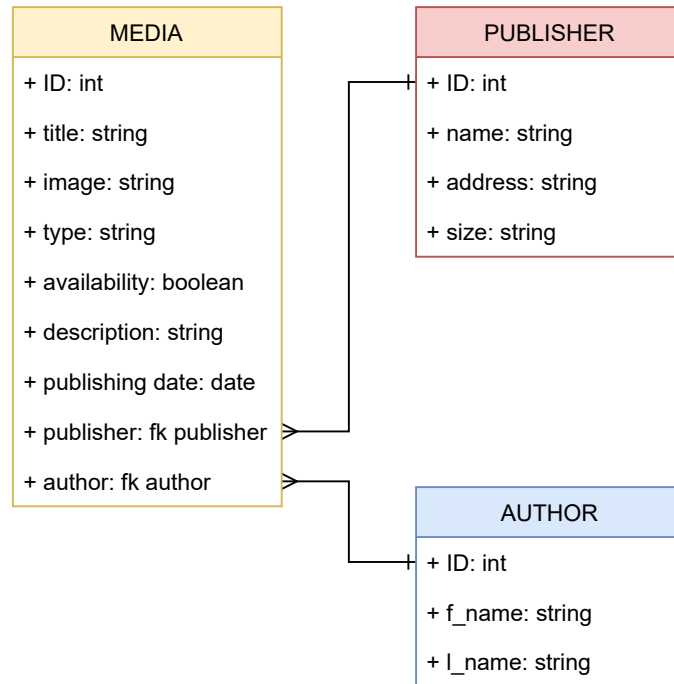 MEDIA
+ ID: int
+ title: string
+ image: string
+ type: string
+ availability: boolean
+ description: string
+ publishing date: date
+ publisher: fk publisher
+ author: fk author
PUBLISHER
+ ID: int
+ name: string
+ address: string
+ size: string
AUTHOR
+ ID: int
+ f_name: string
+ l_name: string